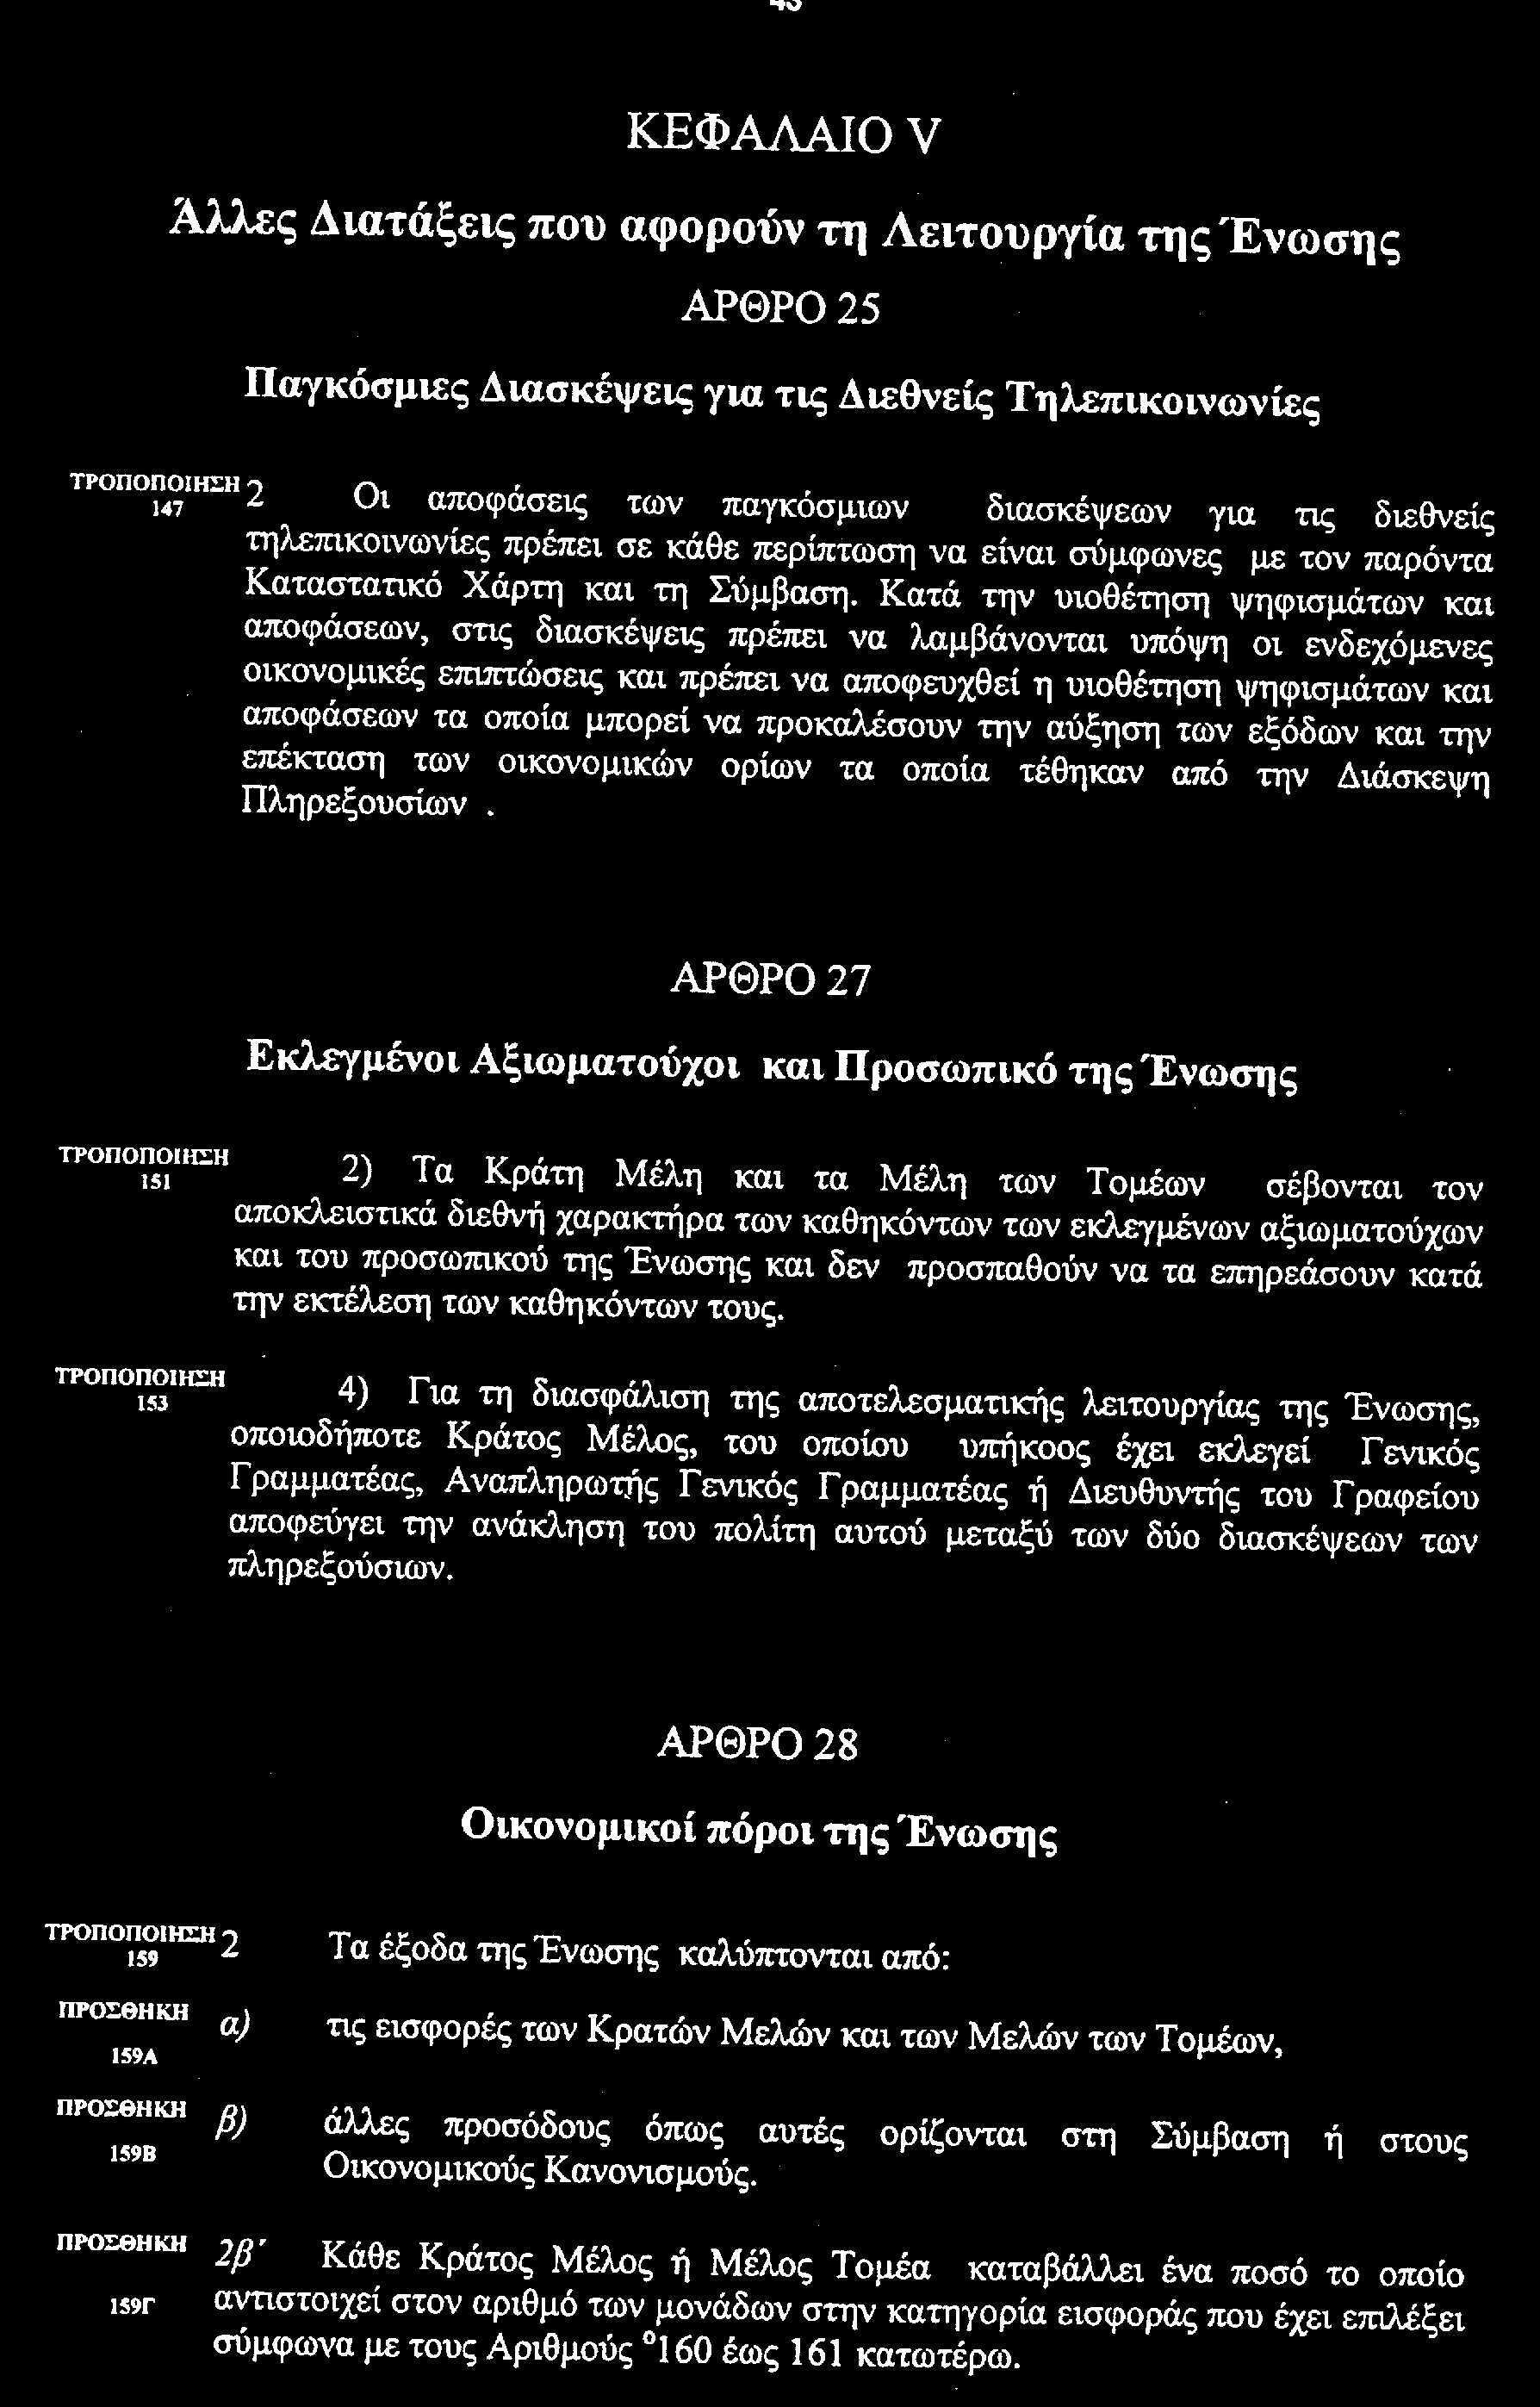 ΚΕΦΑΛΑΙΟ V
Άλλες Διατάξεις που αφορούν τη Λειτουργία της Ένωσης
ΑΡΘΡΟ 25
Παγκόσμιες Διασκέψεις για τις Διεθνείς Τηλεπικοινωνίες
ΤΡΟΠΟΠΟΙΗΣΗ 2 Οι αποφάσεις των παγκόσμιων διασκέψεων για τις διεθνείς
147
τηλεπικοινωνίες πρέπει σε κάθε περίπτωση να είναι σύμφωνες με τον παρόντα
Καταστατικό Χάρτη και τη Σύμβαση. Κατά την υιοθέτηση ψηφισμάτων και
αποφάσεων, στις διασκέψεις πρέπει να λαμβάνονται υπόψη οι ενδεχόμενες
οικονομικές επιπτώσεις και πρέπει να αποφευχθεί η υιοθέτηση ψηφισμάτων και
αποφάσεων τα οποία μπορεί να προκαλέσουν την αύξηση των εξόδων και την
επέκταση των οικονομικών ορίων τα οποία τέθηκαν από την Διάσκεψη
Πληρεξουσίων .
ΑΡΘΡΟ 27
Εκλεγμένοι Αξιωματούχοι και Προσωπικό της Ένωσης
ΤΡΟΠΟΠΟΙΗΣΗ
151 2) Τα Κράτη Μέλη και τα Μέλη των Τομέων σέβονται τον
αποκλειστικά διεθνή χαρακτήρα των καθηκόντων των εκλεγμένων αξιωματούχων
και του προσωπικού της Ένωσης και δεν προσπαθούν να τα επηρεάσουν κατά
την εκτέλεση των καθηκόντων τους.
ΤΡΟΠΟΠΟΙΗΣΗ
153 4) Για τη διασφάλιση της αποτελεσματικής λειτουργίας της Ένωσης,
οποιοδήποτε Κράτος Μέλος, του οποίου υπήκοος έχει εκλεγεί Γενικός
Γραμματέας, Αναπληρωτής Γενικός Γραμματέας ή Διευθυντής του Γραφείου
αποφεύγει την ανάκληση του πολίτη αυτού μεταξύ των δύο διασκέψεων των
πληρεξούσιων.
ΑΡΘΡΟ 28
Οικονομικοί πόροι της Ένωσης
ΤΡΟΠΟΠΟΙΗΣΗ 2 Τα έξοδα της Ένωσης καλύπτονται από:
159
ΠΡΟΣΘΗΚΗ α) τις εισφορές των Κρατών Μελών και των Μελών των Τομέων,
159Α
ΠΡΟΣΘΗΚΗ β) άλλες προσόδους όπως αυτές ορίζονται στη Σύμβαση ή στους
159Β Οικονομικούς Κανονισμούς.
ΠΡΟΣΘΗΚΗ 2β΄ Κάθε Κράτος Μέλος ή Μέλος Τομέα καταβάλλει ένα ποσό το οποίο
159Γ αντιστοιχεί στον αριθμό των μονάδων στην κατηγορία εισφοράς που έχει επιλέξει
σύμφωνα με τους Αριθμούς °160 έως 161 κατωτέρω.